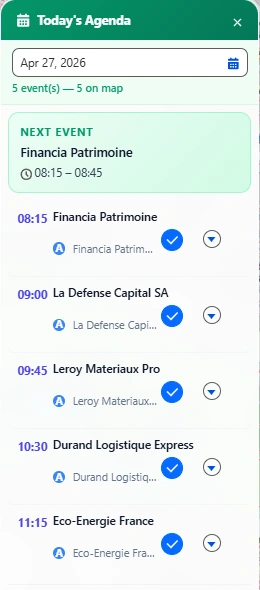 Today's Agenda
Apr 27, 2026
5 event(s) — 5 on map
NEXT EVENT
Financia Patrimoine
08:15 – 08:45
08:15 Financia Patrimoine
A Financia Patrim...
09:00 La Defense Capital SA
A La Defense Capi...
09:45 Leroy Materiaux Pro
A Leroy Materiaux...
10:30 Durand Logistique Express
A Durand Logistiq...
11:15 Eco-Energie France
A Eco-Energie Fra...